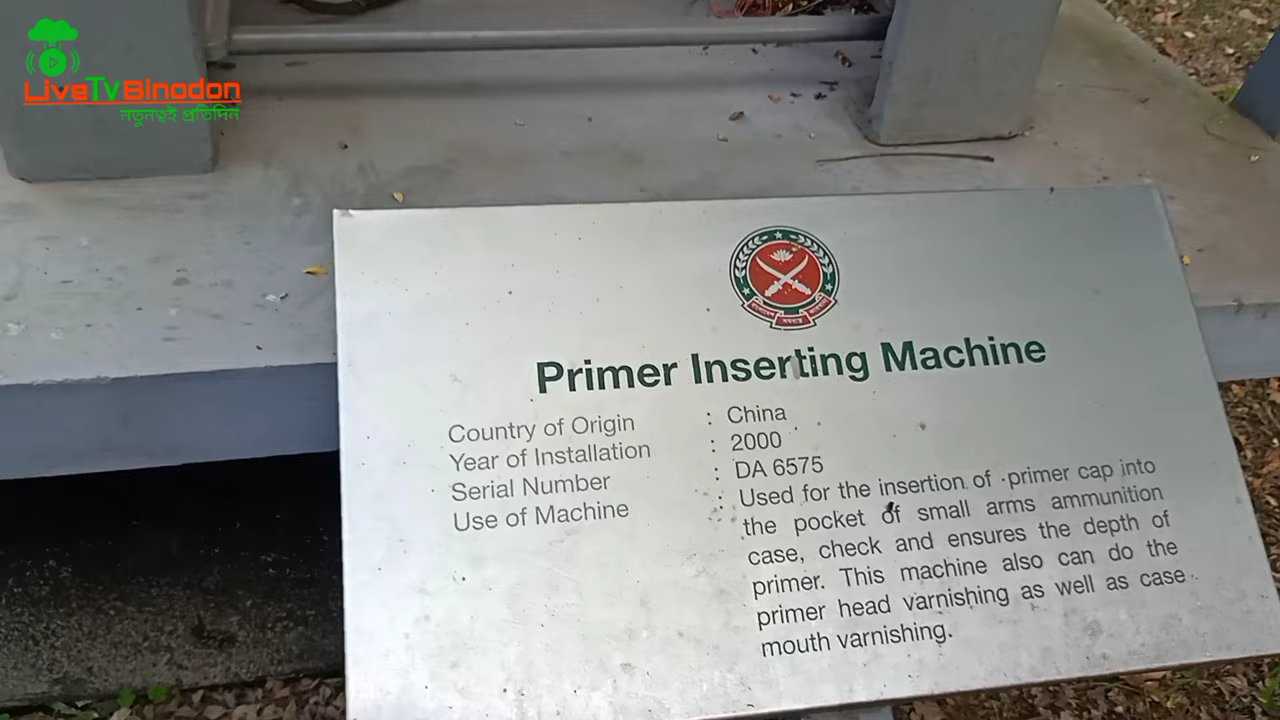 LiveTvBinodon
নতুনত্বই প্রতিদিন
Primer Inserting Machine
Country of Origin : China
Year of Installation : 2000
Serial Number : DA 6575
Use of Machine : Used for the insertion of primer cap into
the pocket of small arms ammunition
case, check and ensures the depth of
primer. This machine also can do the
primer head varnishing as well as case
mouth varnishing.